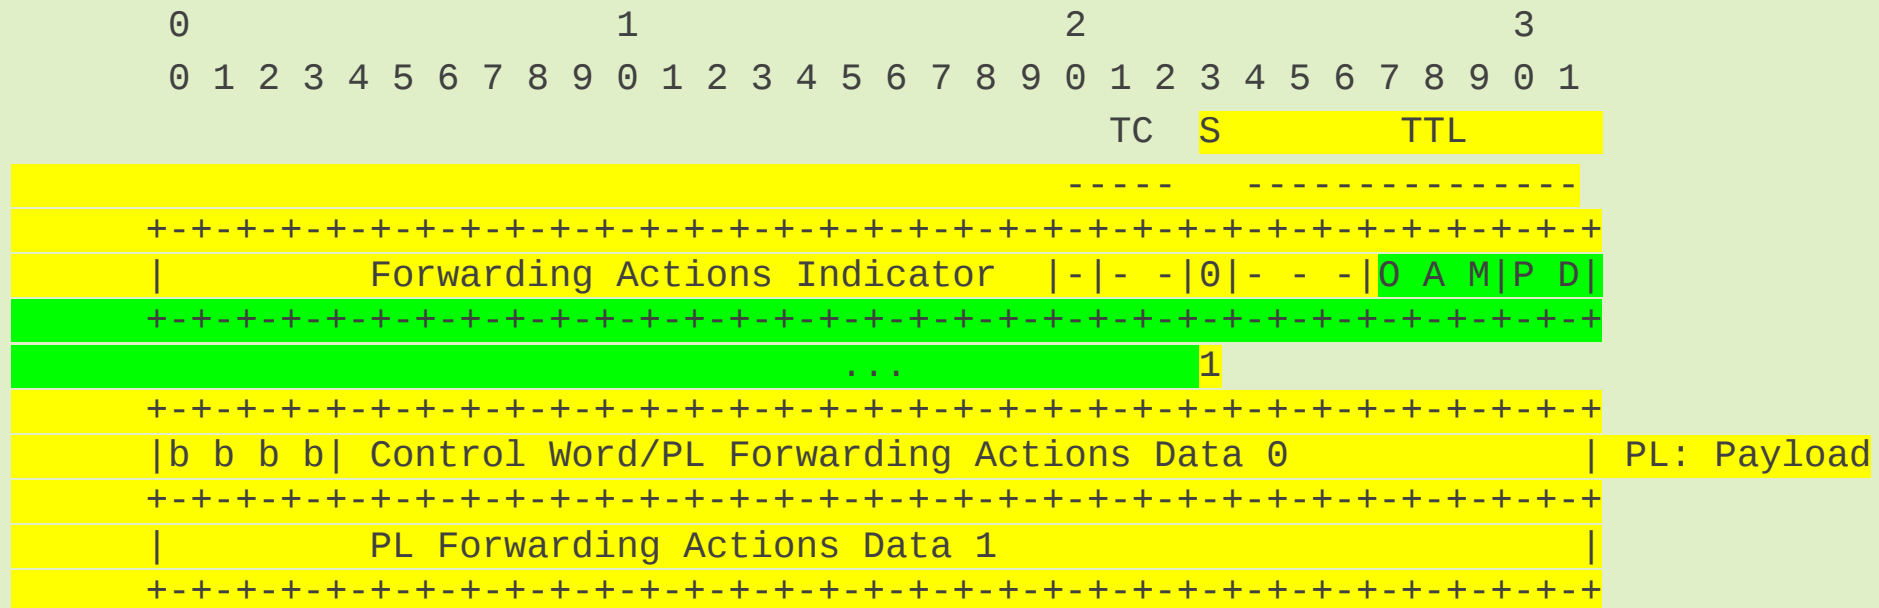 0                   1                   2                   3
       0 1 2 3 4 5 6 7 8 9 0 1 2 3 4 5 6 7 8 9 0 1 2 3 4 5 6 7 8 9 0 1
                                                 TC  S        TTL
                                               -----   ---------------
      +-+-+-+-+-+-+-+-+-+-+-+-+-+-+-+-+-+-+-+-+-+-+-+-+-+-+-+-+-+-+-+-+
      |         Forwarding Actions Indicator  |-|- -|0|- - -|O A M|P D|
      +-+-+-+-+-+-+-+-+-+-+-+-+-+-+-+-+-+-+-+-+-+-+-+-+-+-+-+-+-+-+-+-+
                                     ...             1
      +-+-+-+-+-+-+-+-+-+-+-+-+-+-+-+-+-+-+-+-+-+-+-+-+-+-+-+-+-+-+-+-+
      |b b b b| Control Word/PL Forwarding Actions Data 0             | PL: Payload
      +-+-+-+-+-+-+-+-+-+-+-+-+-+-+-+-+-+-+-+-+-+-+-+-+-+-+-+-+-+-+-+-+
      |         PL Forwarding Actions Data 1                          |
      +-+-+-+-+-+-+-+-+-+-+-+-+-+-+-+-+-+-+-+-+-+-+-+-+-+-+-+-+-+-+-+-+